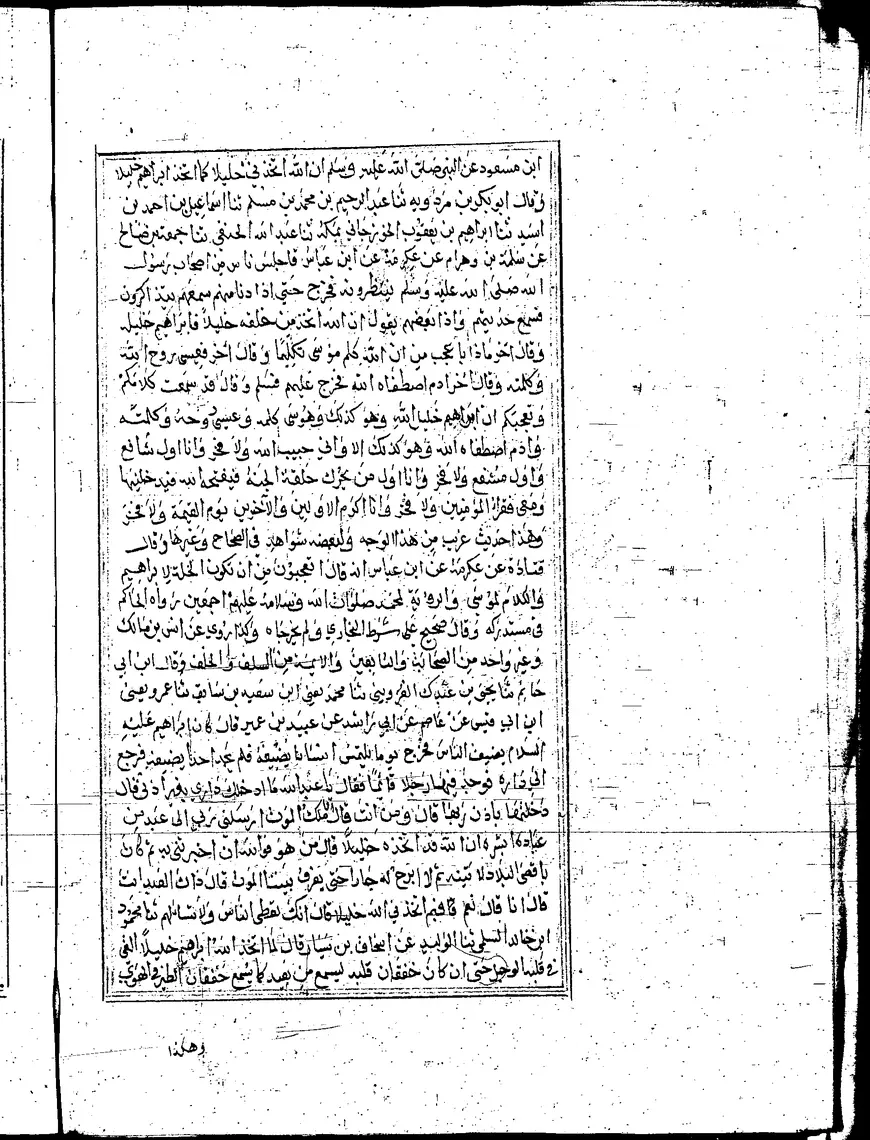 ابن مسعود عن النبي صلى الله عليه وسلم ان الله اتخذني خليلا كما اتخذ ابراهيم خليلا
وقال ابو بكر بن مردويه ثنا عبد الرحيم بن محمد بن مسلم ثنا اسماعيل بن احمد بن
اسيد ثنا ابراهيم بن يعقوب الجوزجاني بمكة ثنا عبد الله الحنفي ثنا جمعة بن صالح
عن سلمة بن وهرام عن عكرمة عن ابن عباس قا جلس ناس من اصحاب رسول
الله صلى الله عليه وسلم ينتظرونه فخرج حتى اذا دنا منهم سمعهم يتذاكرون
فسمع حديثهم واذا بعضهم يقول ان الله اتخذ من خلقه خليلا فابراهيم خليله
وقال آخر ماذا باعجب من ان الله كلم موسى تكليما وقال آخر فعيسى روح الله
وكلمته وقال آخر ادم اصطفاه الله فخرج عليهم فسلم وقال قد سمعت كلامكم
وتعجبكم ان ابراهيم خليل الله وهو كذلك وموسى كليمه وعيسى روحه وكلمته
وادم اصطفاه الله وهو كذلك الا واني حبيب الله ولا فخر وانا اول شافع
واول مشفع ولا فخر وانا اول من يحرك حلقة الجنة فيفتح الله فيدخلنيها
ومعي فقراء المؤمنين ولا فخر وانا اكرم الاولين والآخرين يوم القيمة ولا فخر
وهذا حديث غريب من هذا الوجه ولبعضه شواهد في الصحاح وغيرها وقال
قتادة عن عكرمة عن ابن عباس انه قال اتعجبون من ان تكون الخلة لابراهيم
والكلام لموسى والروية لمحمد صلوات الله وسلامه عليهم اجمعين رواه الحاكم
في مستدركه وقال صحيح على شرط البخاري ولم يخرجاه وكذا روي عن انس بن مالك
وغير واحد من الصحابة والتابعين والايمة من السلف والخلف وقال ابن ابي
حاتم ثنا يحيى بن عبدك القزويني ثنا محمد يعني ابن سعيد بن سابق ثنا عمرو يعني
ابن ابي قيس عن عاصم عن ابي راشد عن عبيد بن عمير قال كان ابراهيم عليه
السلام يضيف الناس فخرج يوما يلتمس انسانا يضيفه فلم يجد احدا يضيفه فرجع
الى داره فوجد فيها رجلا قائما فقال يا عبد الله ما ادخلك داري بغير اذني قال
دخلتها باذن ربها قال ومن انت قال ملك الموت ارسلني ربي الى عبد من
عباده ابشره ان الله قد اتخذه خليلا قال من هو فوالله ان اخبرتني به ثم كان
باقصى البلاد لآتينه ثم لا ابرح له جارا حتى يفرق بيننا الموت قال ذاك العبد انت
قال انا قال نعم قا فبم اتخذني الله خليلا قال انك تعطي الناس ولا تسالهم ثنا محمود
ابن خالد السلمي ثنا الوليد عن اسحاق بن يسار قال لما اتخذ الله ابراهيم خليلا القي
في قلبه الوجل حتى ان كان خفقان قلبه ليسمع من بعيد كما يسمع خفقان الطير في الهوى
وهكذا